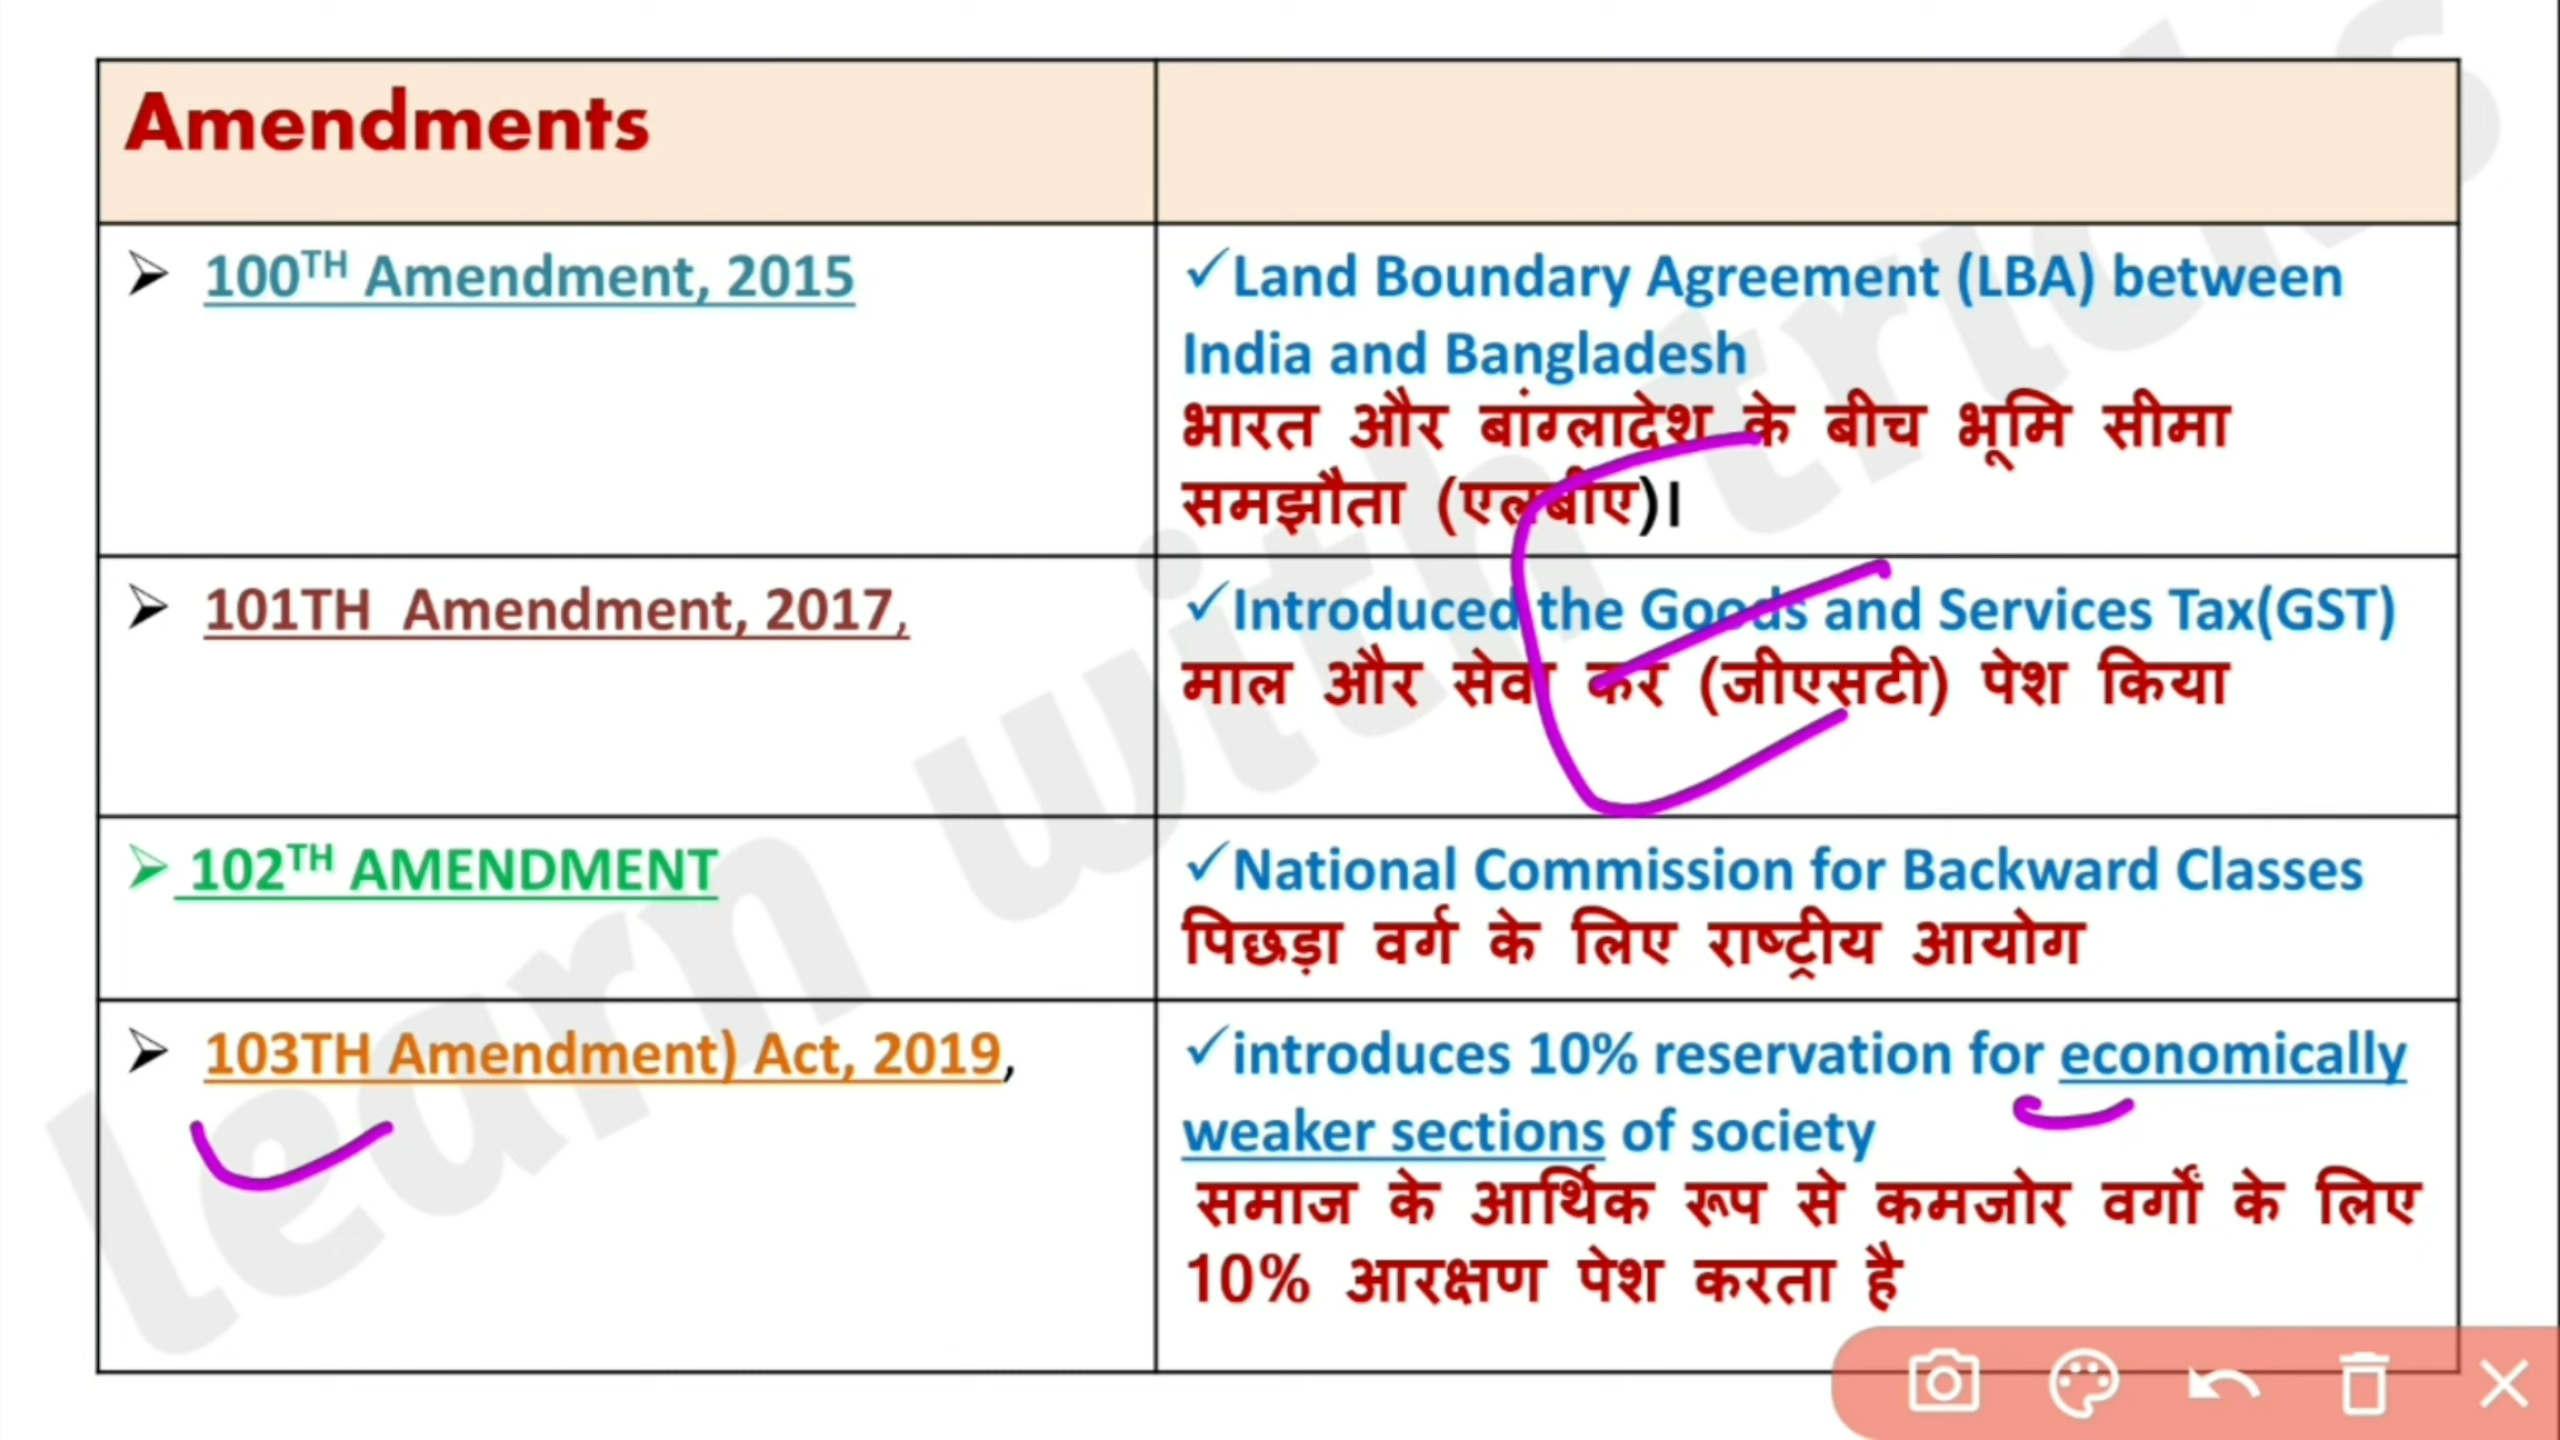 Amendments
100TH Amendment, 2015
Land Boundary Agreement (LBA) between
India and Bangladesh
भारत और बांग्लादेश के बीच भूमि सीमा
समझौता (एलबीए)।
101TH Amendment, 2017,
Introduced the Goods and Services Tax(GST)
माल और सेवा कर (जीएसटी) पेश किया
102TH AMENDMENT
National Commission for Backward Classes
पिछड़ा वर्ग के लिए राष्ट्रीय आयोग
103TH Amendment) Act, 2019,
introduces 10% reservation for economically
weaker sections of society
समाज के आर्थिक रूप से कमजोर वर्गों के लिए
10% आरक्षण पेश करता है
learn with tricks